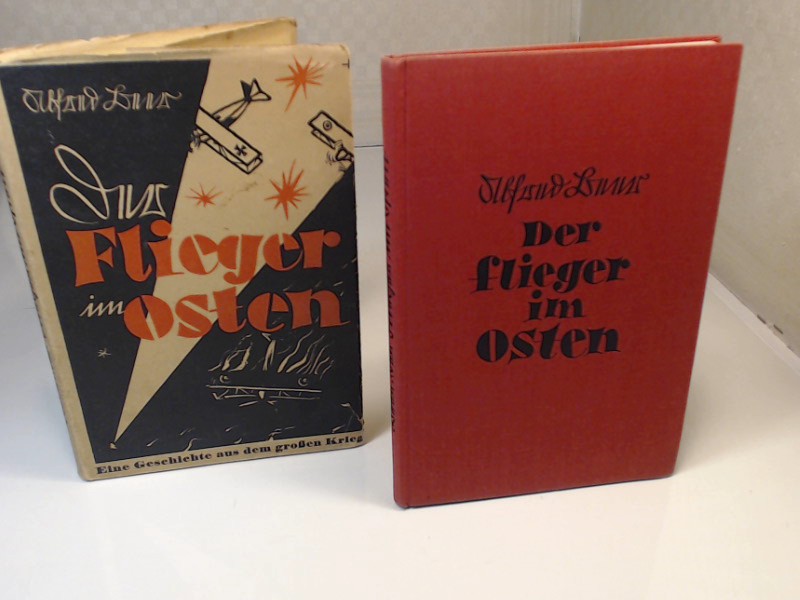 Der
Flieger
im
Osten
Eine Geschichte aus dem großen Krieg
Der
flieger
im
osten